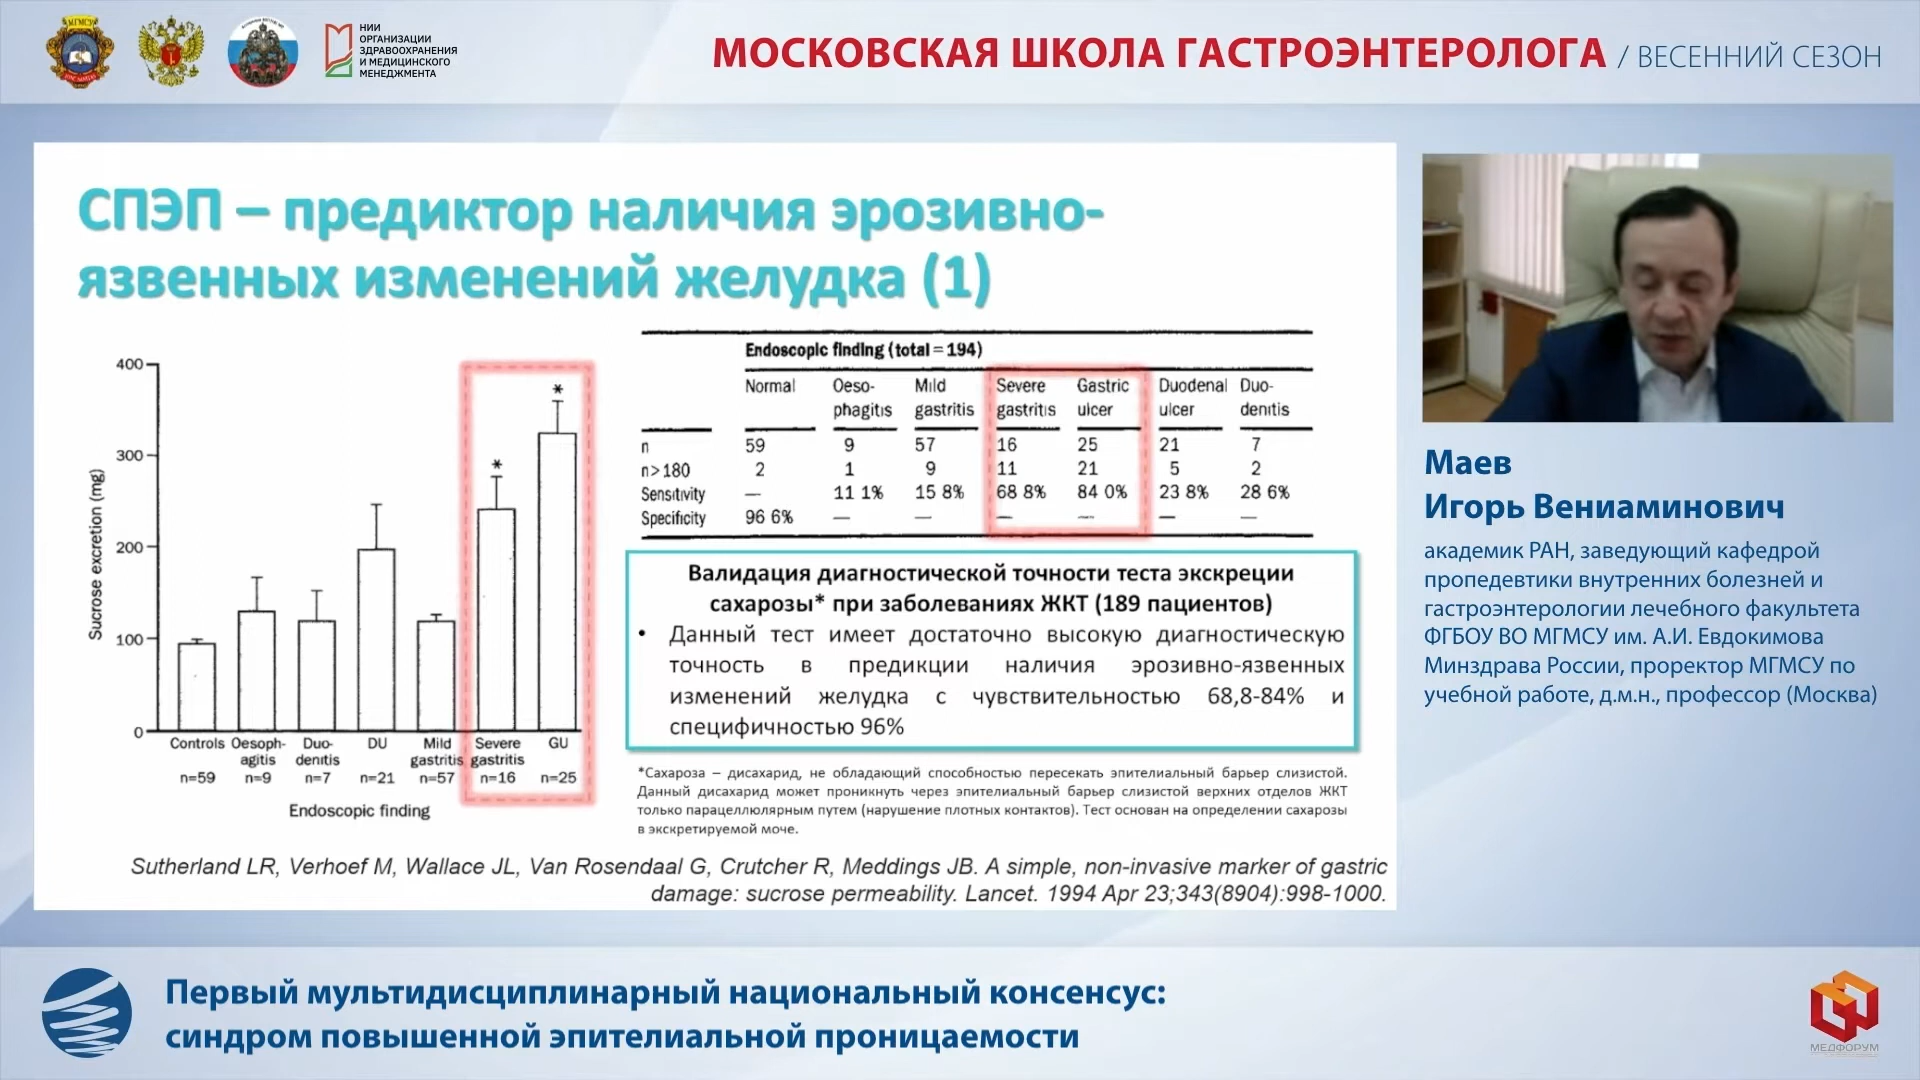 НИИ
ОРГАНИЗАЦИИ
ЗДРАВООХРАНЕНИЯ
И МЕДИЦИНСКОГО
МЕНЕДЖМЕНТА
МОСКОВСКАЯ ШКОЛА ГАСТРОЭНТЕРОЛОГА / ВЕСЕННИЙ СЕЗОН
СПЭП – предиктор наличия эрозивно-
язвенных изменений желудка (1)
Sucrose excretion (mg)
400
300
200
100
0
*
*
Controls Oesoph- Duo- DU Mild Severe GU
agitis denitis gastritis gastritis
n=59 n=9 n=7 n=21 n=57 n=16 n=25
Endoscopic finding
Endoscopic finding (total = 194)
Normal Oeso- Mild Severe Gastric Duodenal Duo-
phagitis gastritis gastritis ulcer ulcer denitis
n 59 9 57 16 25 21 7
n>180 2 1 9 11 21 5 2
Sensitivity — 11 1% 15 8% 68 8% 84 0% 23 8% 28 6%
Specificity 96 6% — — — — — —
Валидация диагностической точности теста экскреции
сахарозы* при заболеваниях ЖКТ (189 пациентов)
• Данный тест имеет достаточно высокую диагностическую
точность в предикции наличия эрозивно-язвенных
изменений желудка с чувствительностью 68,8-84% и
специфичностью 96%
*Сахароза – дисахарид, не обладающий способностью пересекать эпителиальный барьер слизистой.
Данный дисахарид может проникнуть через эпителиальный барьер слизистой верхних отделов ЖКТ
только парацеллюлярным путем (нарушение плотных контактов). Тест основан на определении сахарозы
в экскретируемой моче.
Sutherland LR, Verhoef M, Wallace JL, Van Rosendaal G, Crutcher R, Meddings JB. A simple, non-invasive marker of gastric
damage: sucrose permeability. Lancet. 1994 Apr 23;343(8904):998-1000.
Маев
Игорь Вениаминович
академик РАН, заведующий кафедрой
пропедевтики внутренних болезней и
гастроэнтерологии лечебного факультета
ФГБОУ ВО МГМСУ им. А.И. Евдокимова
Минздрава России, проректор МГМСУ по
учебной работе, д.м.н., профессор (Москва)
Первый мультидисциплинарный национальный консенсус:
синдром повышенной эпителиальной проницаемости
МЕДФОРУМ